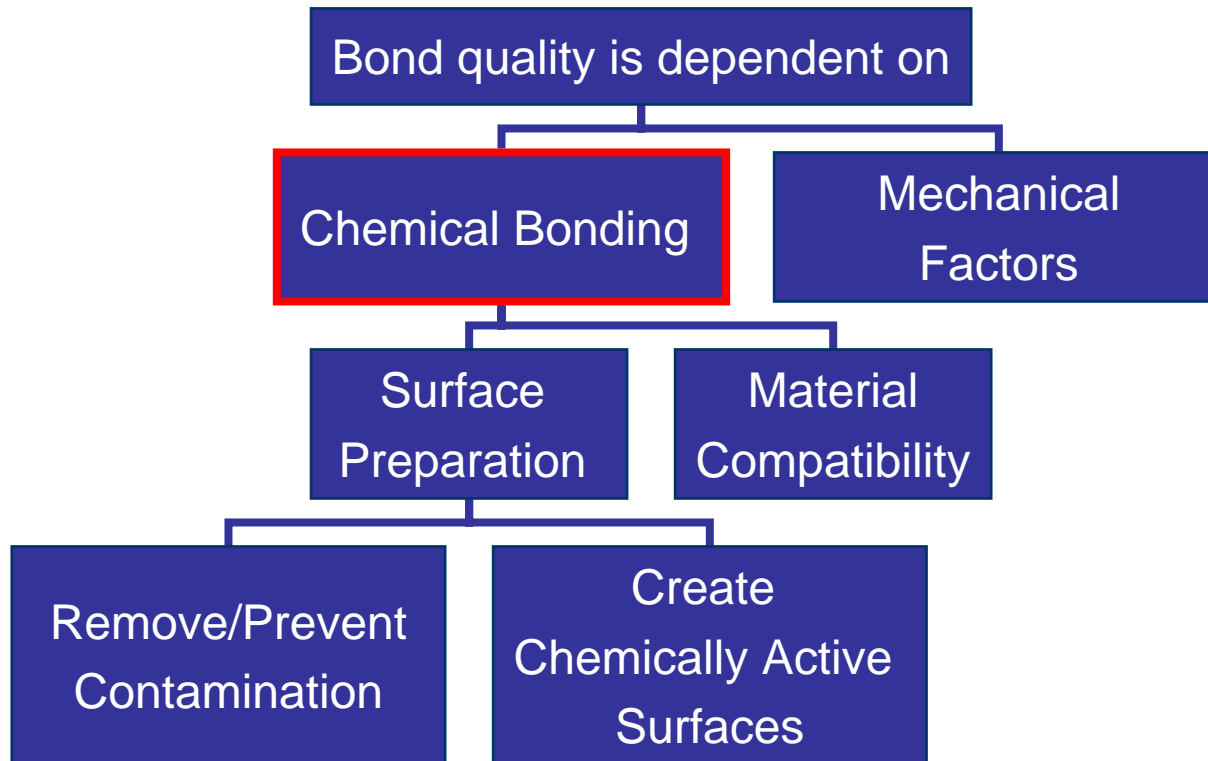 Bond quality is dependent on
Chemical Bonding
Mechanical
Factors
Surface
Preparation
Material
Compatibility
Remove/Prevent
Contamination
Create
Chemically Active
Surfaces